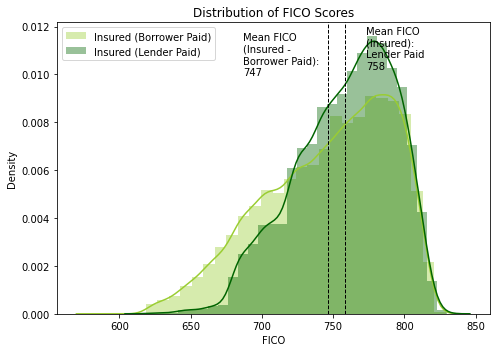 Distribution of FICO Scores
Insured (Borrower Paid)
Insured (Lender Paid)
Mean FICO
(Insured -
Borrower Paid):
747
Mean FICO
(Insured):
Lender Paid
758
Density
0.012
0.010
0.008
0.006
0.004
0.002
0.000
600
650
700
750
800
850
FICO